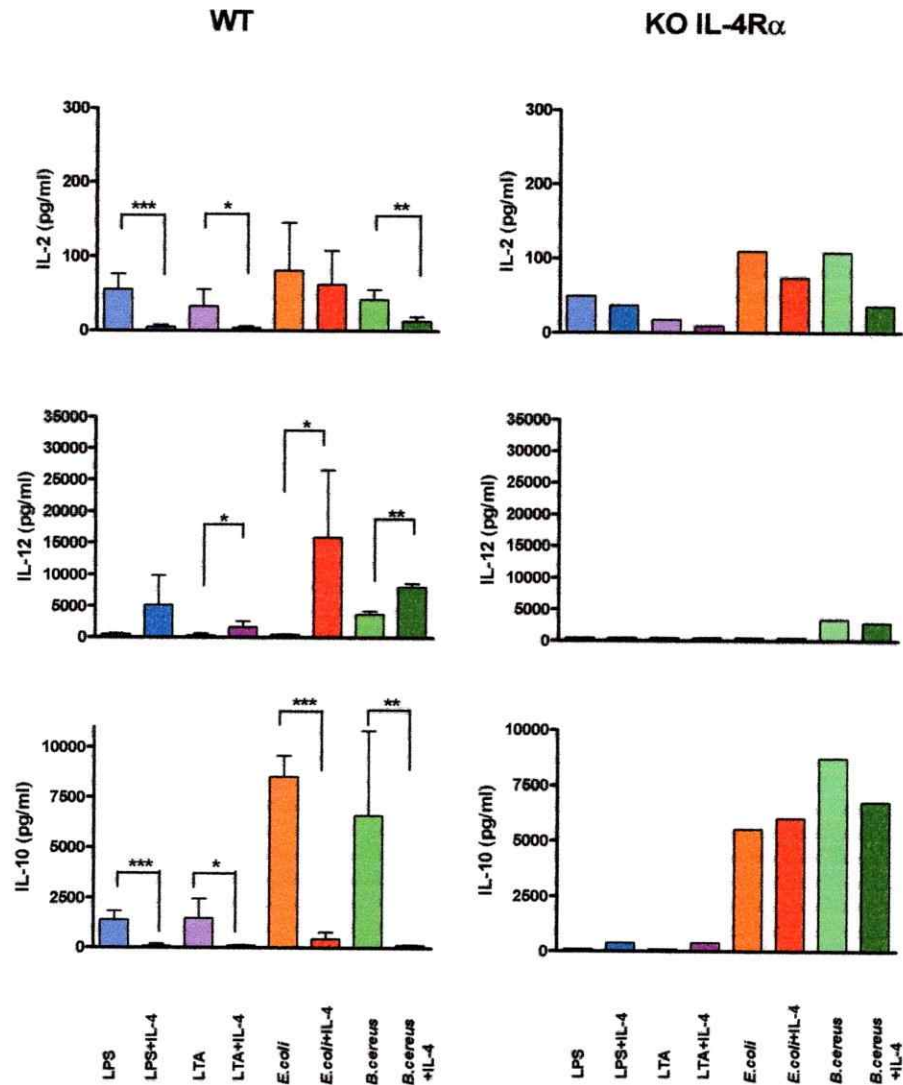 WT KO IL-4Rα
IL-2 (pg/ml)
300
200
100
0
*** * **
IL-2 (pg/ml)
300
200
100
0
IL-12 (pg/ml)
35000
30000
25000
20000
15000
10000
5000
0
* * **
IL-12 (pg/ml)
35000
30000
25000
20000
15000
10000
5000
0
IL-10 (pg/ml)
10000
7500
5000
2500
0
*** * *** **
IL-10 (pg/ml)
10000
7500
5000
2500
0
LPS
LPS+IL-4
LTA
LTA+IL-4
E.coli
E.coli+IL-4
B.cereus
B.cereus
+IL-4
LPS
LPS+IL-4
LTA
LTA+IL-4
E.coli
E.coli+IL-4
B.cereus
B.cereus
+IL-4